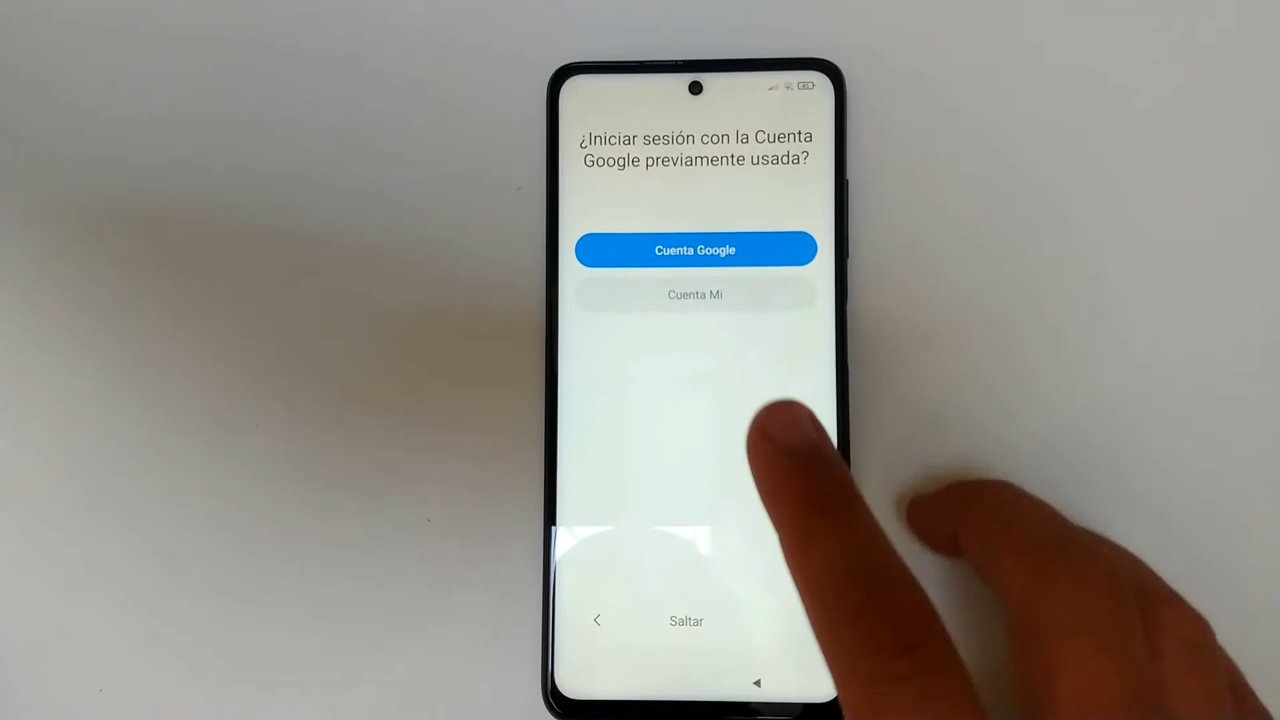 ¿Iniciar sesión con la Cuenta
Google previamente usada?
Cuenta Google
Cuenta Mi
Saltar